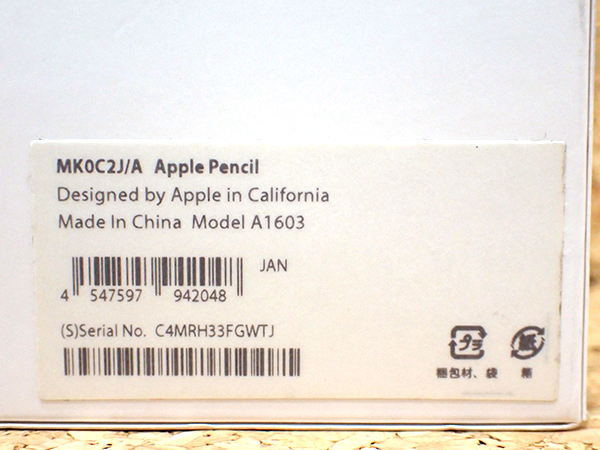 MK0C2J/A Apple Pencil
Designed by Apple in California
Made In China Model A1603
JAN
4 547597 942048
(S)Serial No. C4MRH33FGWTJ
プラ 紙
梱包材、袋 箱